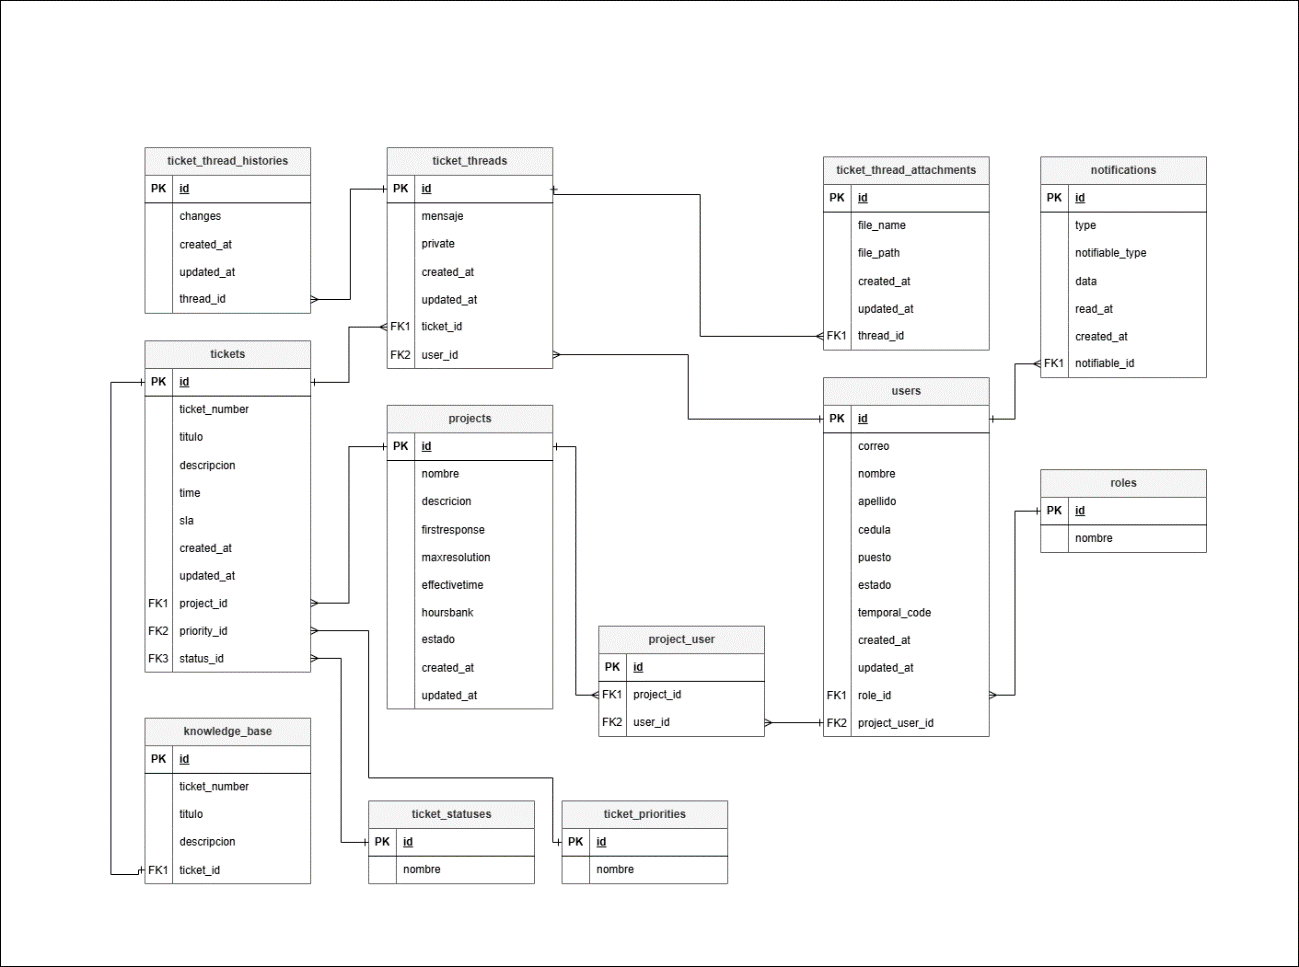 ticket_thread_histories
PK id
changes
created_at
updated_at
thread_id
ticket_threads
PK id
mensaje
private
created_at
updated_at
FK1 ticket_id
FK2 user_id
ticket_thread_attachments
PK id
file_name
file_path
created_at
updated_at
FK1 thread_id
notifications
PK id
type
notifiable_type
data
read_at
created_at
FK1 notifiable_id
tickets
PK id
ticket_number
titulo
descripcion
time
sla
created_at
updated_at
FK1 project_id
FK2 priority_id
FK3 status_id
projects
PK id
nombre
descricion
firstresponse
maxresolution
effectivetime
hoursbank
estado
created_at
updated_at
users
PK id
correo
nombre
apellido
cedula
puesto
estado
temporal_code
created_at
updated_at
FK1 role_id
FK2 project_user_id
roles
PK id
nombre
project_user
PK id
FK1 project_id
FK2 user_id
knowledge_base
PK id
ticket_number
titulo
descripcion
FK1 ticket_id
ticket_statuses
PK id
nombre
ticket_priorities
PK id
nombre